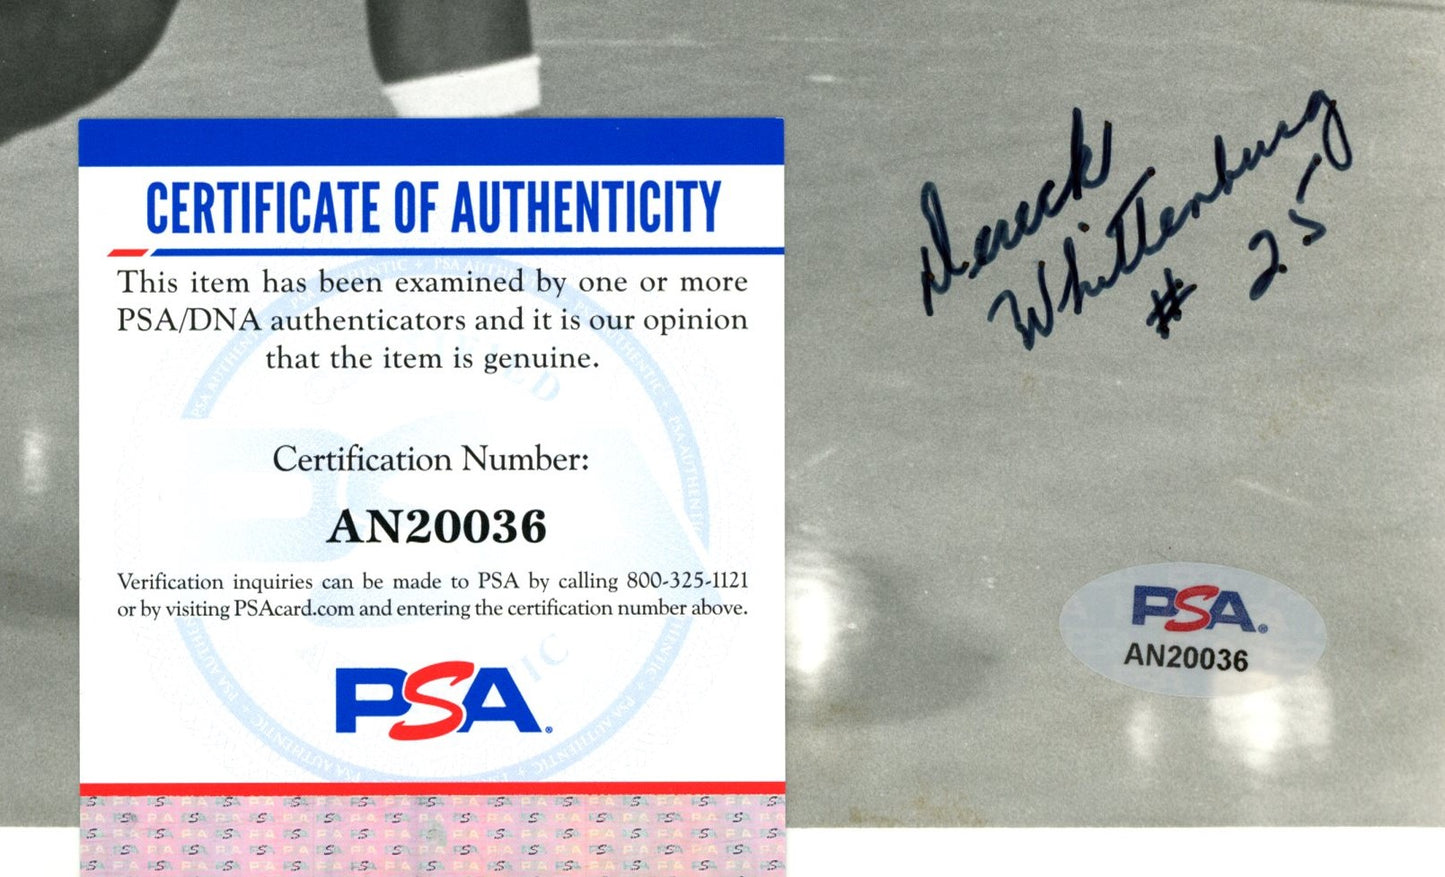 CERTIFICATE OF AUTHENTICITY
This item has been examined by one or more
PSA/DNA authenticators and it is our opinion
that the item is genuine.
Certification Number:
AN20036
Verification inquiries can be made to PSA by calling 800-325-1121
or by visiting PSAcard.com and entering the certification number above.
PSA®
Dereck
Whittenburg
# 25
PSA®
AN20036